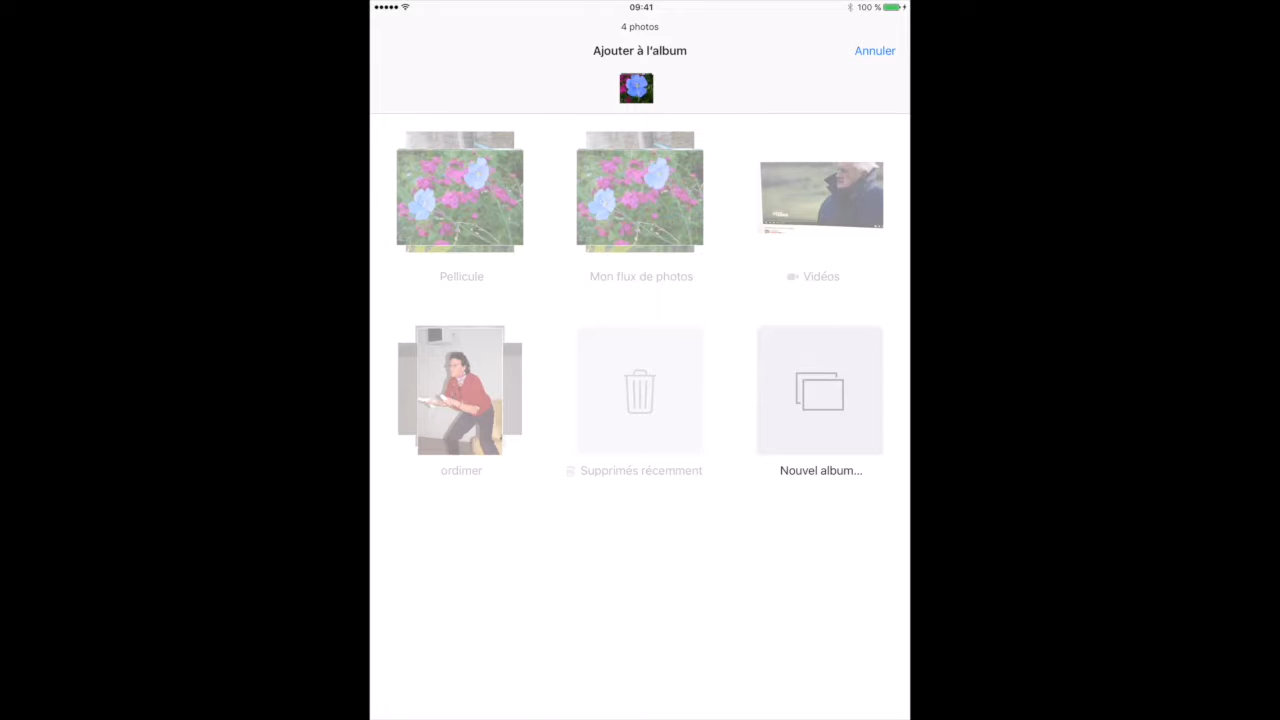 09:41
100 %
4 photos
Ajouter à l'album
Annuler
Pellicule
Mon flux de photos
Vidéos
ordimer
Supprimés récemment
Nouvel album...